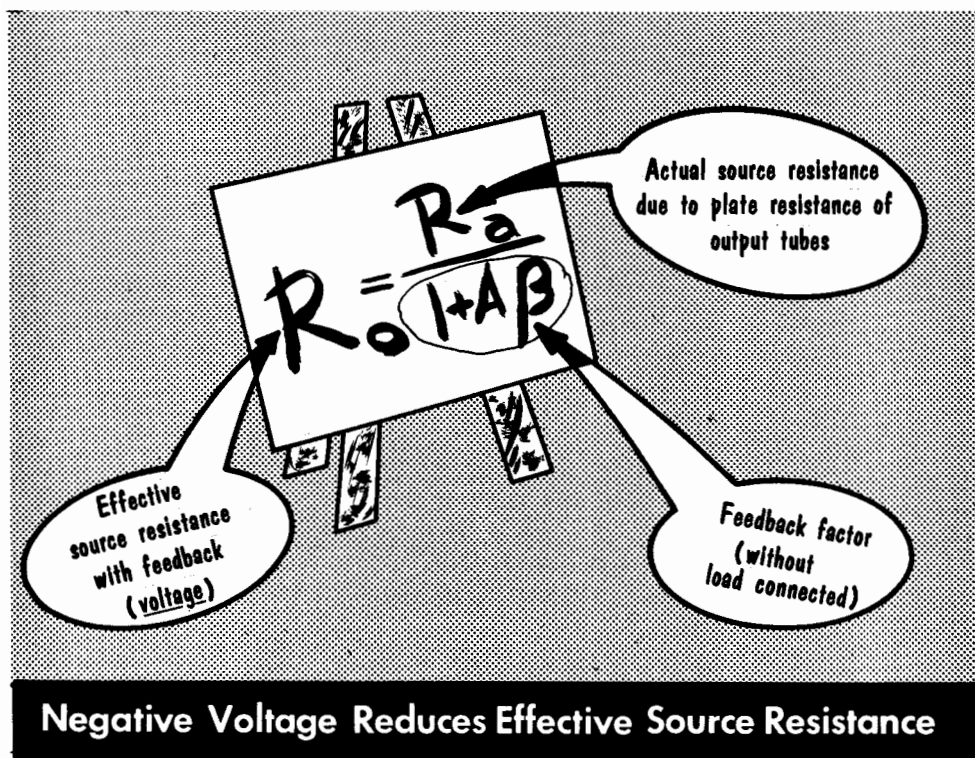 Actual source resistance
due to plate resistance of
output tubes
Ro = Ra
1+Aβ
Effective
source resistance
with feedback
(voltage)
Feedback factor
(without
load connected)
Negative Voltage Reduces Effective Source Resistance